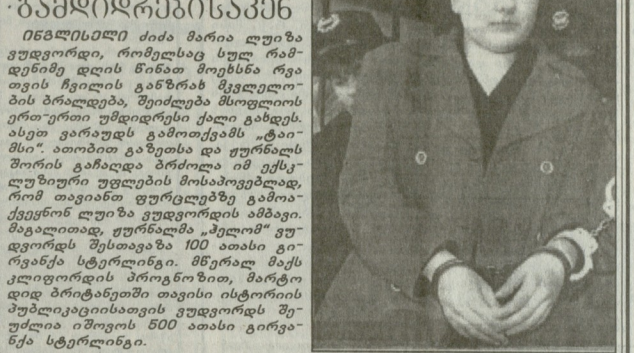 გამდიდრებისაკენ
ინგლისელი ძიძა მარია ლუიზა
ვუდვორდი, რომელსაც სულ რამ-
დენიმე დღის წინათ მოეხსნა რვა
თვის ჩვილის განზრახ მკვლელო-
ბის ბრალდება, შეიძლება მსოფლიოს
ერთ-ერთი უმდიდრესი ქალი გახდეს.
ასეთ ვარაუდს გამოთქვამს „ტაი-
მსი“. ათობით გაზეთსა და ჟურნალს
შორის გაჩაღდა ბრძოლა იმ ექსკ-
ლუზიური უფლების მოსაპოვებლად,
რომ თავიანთ ფურცლებზე გამოა-
ქვეყნონ ლუიზა ვუდვორდის ამბავი.
მაგალითად, ჟურნალმა „ჰელომ“ ვუ-
დვორდს შესთავაზა 100 ათასი გი-
რვანქა სტერლინგი. მწერალ მაქს
კლიფორდის პროგნოზით, მარტო
დიდ ბრიტანეთში თავისი ისტორიის
პუბლიკაციისათვის ვუდვორდს შე-
უძლია იშოვოს 500 ათასი გირვა-
ნქა სტერლინგი.